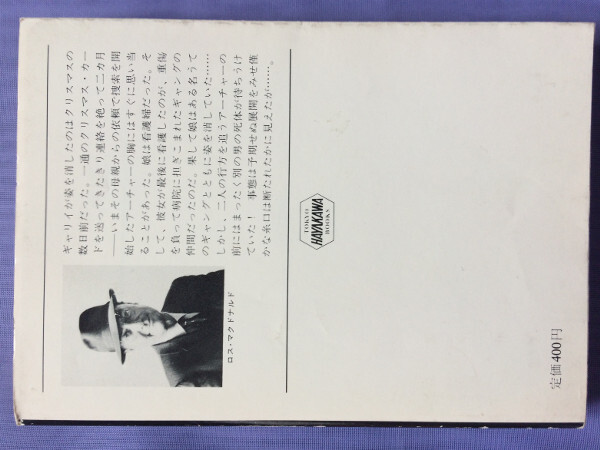 ギャリイが姿を消したのはクリスマスの
数日前だった。一通のクリスマス・カー
ドを送ってきたきり連絡を絶って二カ月
――いまその母親からの依頼で捜索を開
始したアーチャーの胸にはすぐに思い当
ることがあった。娘は看護婦だった。そ
して、彼女が最後に看護したのが、重傷
を負って病院に担ぎこまれたギャングの
仲間だったのだ。果して娘はある名うて
のギャングとともに姿を消していた……
しかし、二人の行方を追うアーチャーの
前にはまったく別の男の死体が待ちうけ
ていた！　事態は予期せぬ展開をみせ僅
かな糸口は断たれたかに見えたが……。
ロス・マクドナルド
TOKYO
HAYAKAWA
BOOKS
定価400円